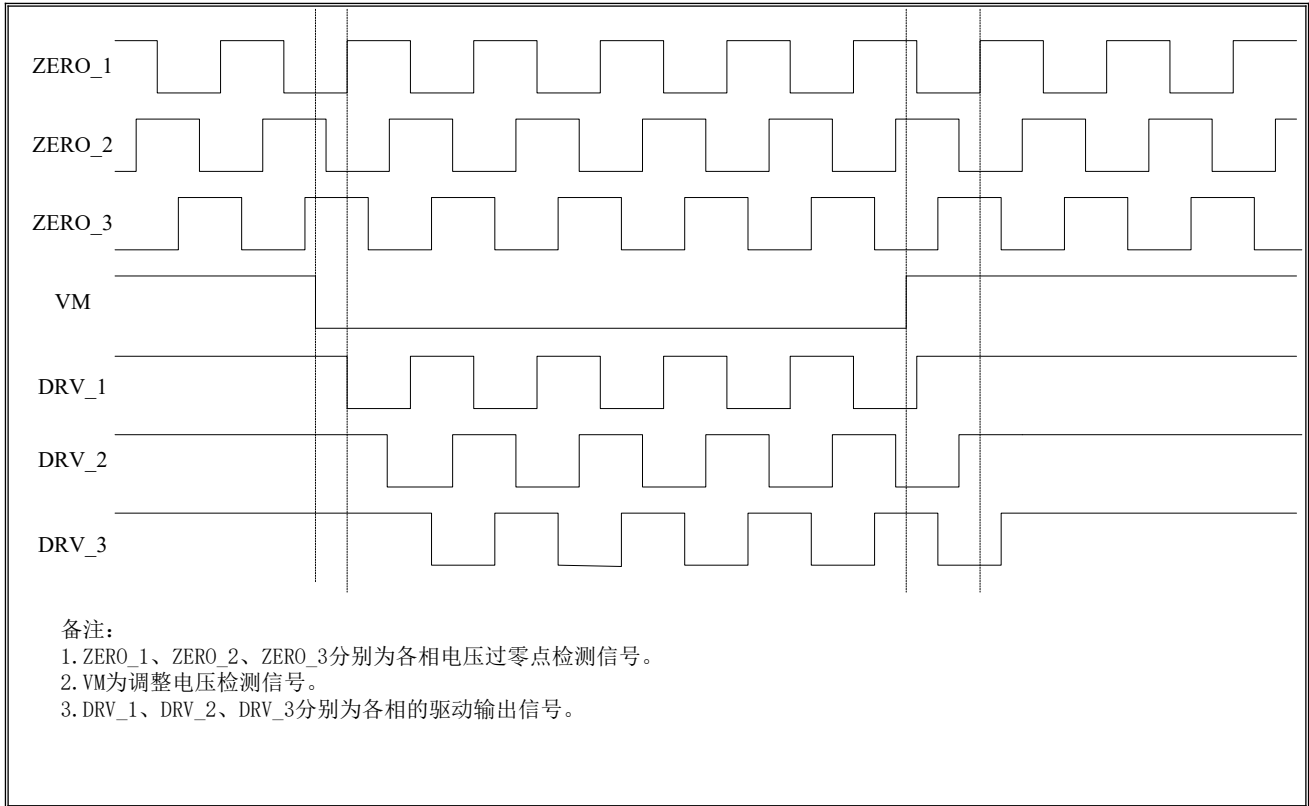 ZERO_1
ZERO_2
ZERO_3
VM
DRV_1
DRV_2
DRV_3
备注：
1.ZERO_1、ZERO_2、ZERO_3分别为各相电压过零点检测信号。
2.VM为调整电压检测信号。
3.DRV_1、DRV_2、DRV_3分别为各相的驱动输出信号。